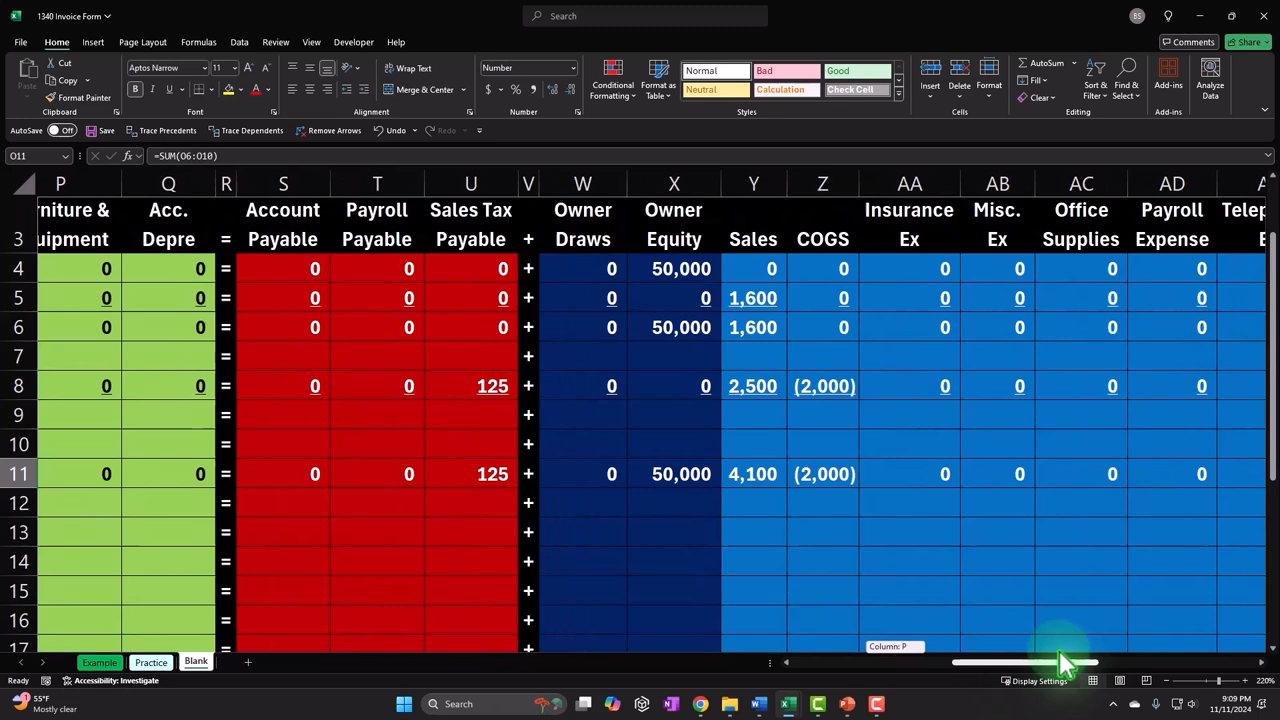 1340 Invoice Form
Search
BS
File Home Insert Page Layout Formulas Data Review View Developer Help
Comments Share
Paste Cut Copy Format Painter
Clipboard
Aptos Narrow 11
B I U
Font
Wrap Text
Merge & Center
Alignment
Number
$ % ,
Number
Conditional Formatting Format as Table
Normal Bad Good
Neutral Calculation Check Cell
Styles
Insert Delete Format
Cells
AutoSum
Fill
Clear
Sort & Filter Find & Select
Editing
Add-ins
Add-ins
Analyze Data
AutoSave Off Save Trace Precedents Trace Dependents Remove Arrows Undo Redo
O11 fx =SUM(O6:O10)
P Q R S T U V W X Y Z AA AB AC AD
rniture & Acc. Account Payroll Sales Tax Owner Owner Insurance Misc. Office Payroll Telep
3 uipment Depre = Payable Payable Payable + Draws Equity Sales COGS Ex Ex Supplies Expense E
4 0 0 = 0 0 0 + 0 50,000 0 0 0 0 0 0
5 0 0 = 0 0 0 + 0 0 1,600 0 0 0 0 0
6 0 0 = 0 0 0 + 0 50,000 1,600 0 0 0 0 0
7 = +
8 0 0 = 0 0 125 + 0 0 2,500 (2,000) 0 0 0 0
9 = +
10 = +
11 0 0 = 0 0 125 + 0 50,000 4,100 (2,000) 0 0 0 0
12 = +
13 = +
14 = +
15 = +
16 = +
17 = +
Column: P
Example Practice Blank +
Ready Accessibility: Investigate Display Settings 220%
1
55°F
Mostly clear
Search
9:09 PM
11/11/2024